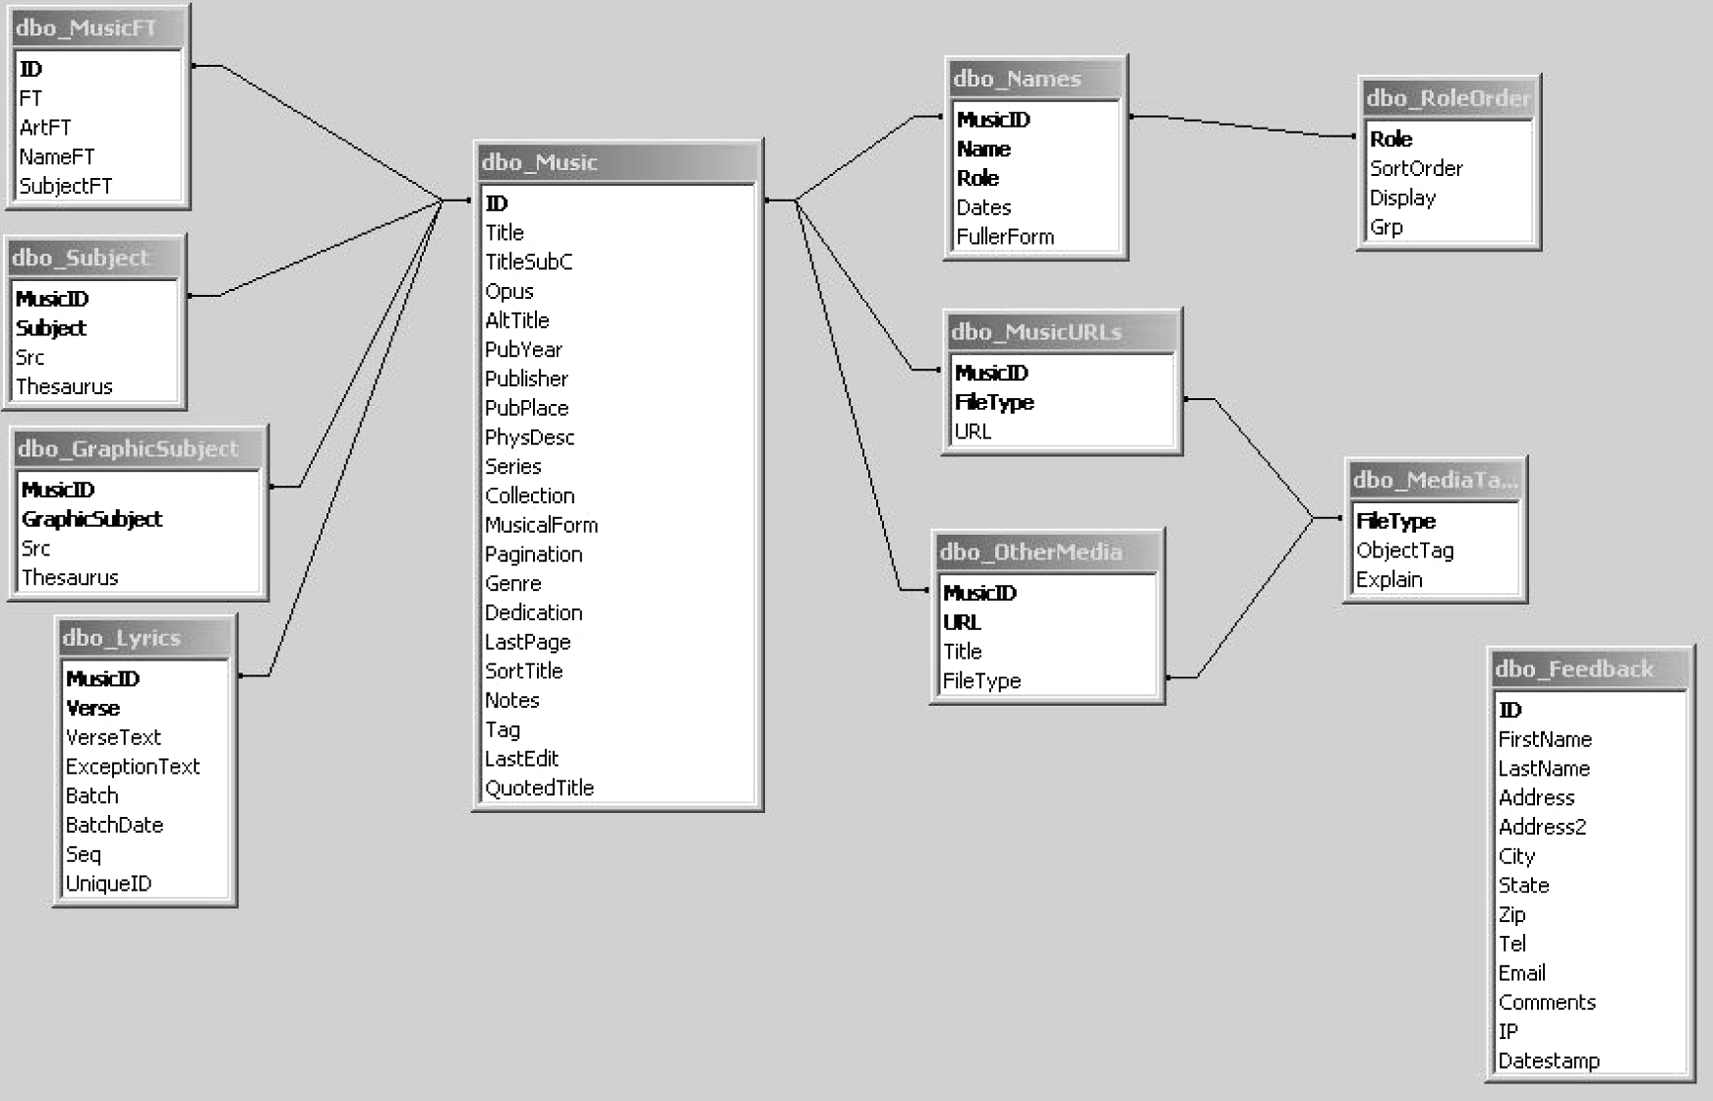 dbo_MusicFT
ID
FT
ArtFT
NameFT
SubjectFT
dbo_Subject
MusicID
Subject
Src
Thesaurus
dbo_GraphicSubject
MusicID
GraphicSubject
Src
Thesaurus
dbo_Lyrics
MusicID
Verse
VerseText
ExceptionText
Batch
BatchDate
Seq
UniqueID
dbo_Music
ID
Title
TitleSubC
Opus
AltTitle
PubYear
Publisher
PubPlace
PhysDesc
Series
Collection
MusicalForm
Pagination
Genre
Dedication
LastPage
SortTitle
Notes
Tag
LastEdit
QuotedTitle
dbo_Names
MusicID
Name
Role
Dates
FullerForm
dbo_MusicURLs
MusicID
FileType
URL
dbo_OtherMedia
MusicID
URL
Title
FileType
dbo_RoleOrder
Role
SortOrder
Display
Grp
dbo_MediaTa...
FileType
ObjectTag
Explain
dbo_Feedback
ID
FirstName
LastName
Address
Address2
City
State
Zip
Tel
Email
Comments
IP
Datestamp